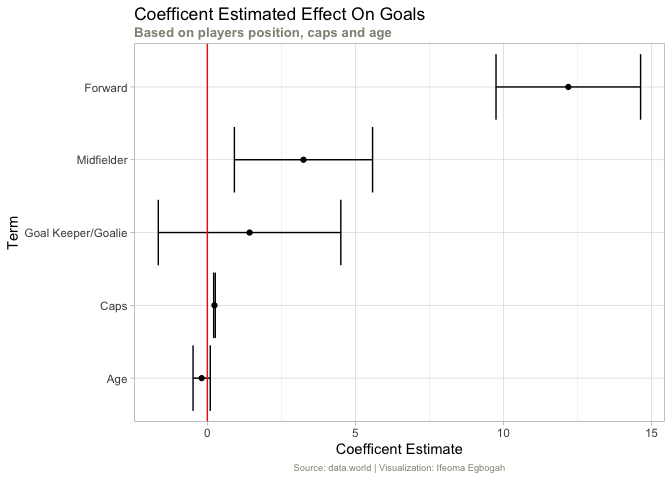 Coefficent Estimated Effect On Goals
Based on players position, caps and age
Forward
Midfielder
Goal Keeper/Goalie
Caps
Age
Term
0 5 10 15
Coefficent Estimate
Source: data.world | Visualization: Ifeoma Egbogah